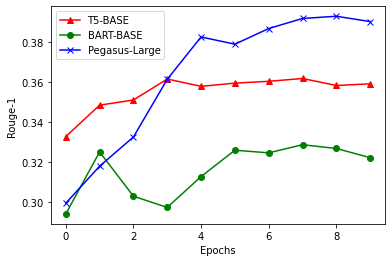 T5-BASE
BART-BASE
Pegasus-Large
Rouge-1
0.38
0.36
0.34
0.32
0.30
0 2 4 6 8
Epochs